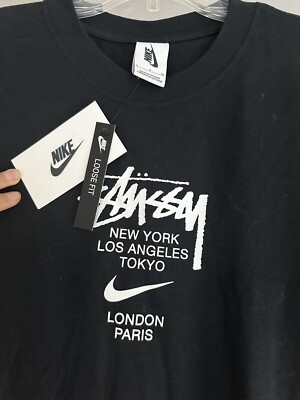 NIKE
NIKE
LOOSE FIT
STÜSSY
NEW YORK
LOS ANGELES
TOKYO
LONDON
PARIS